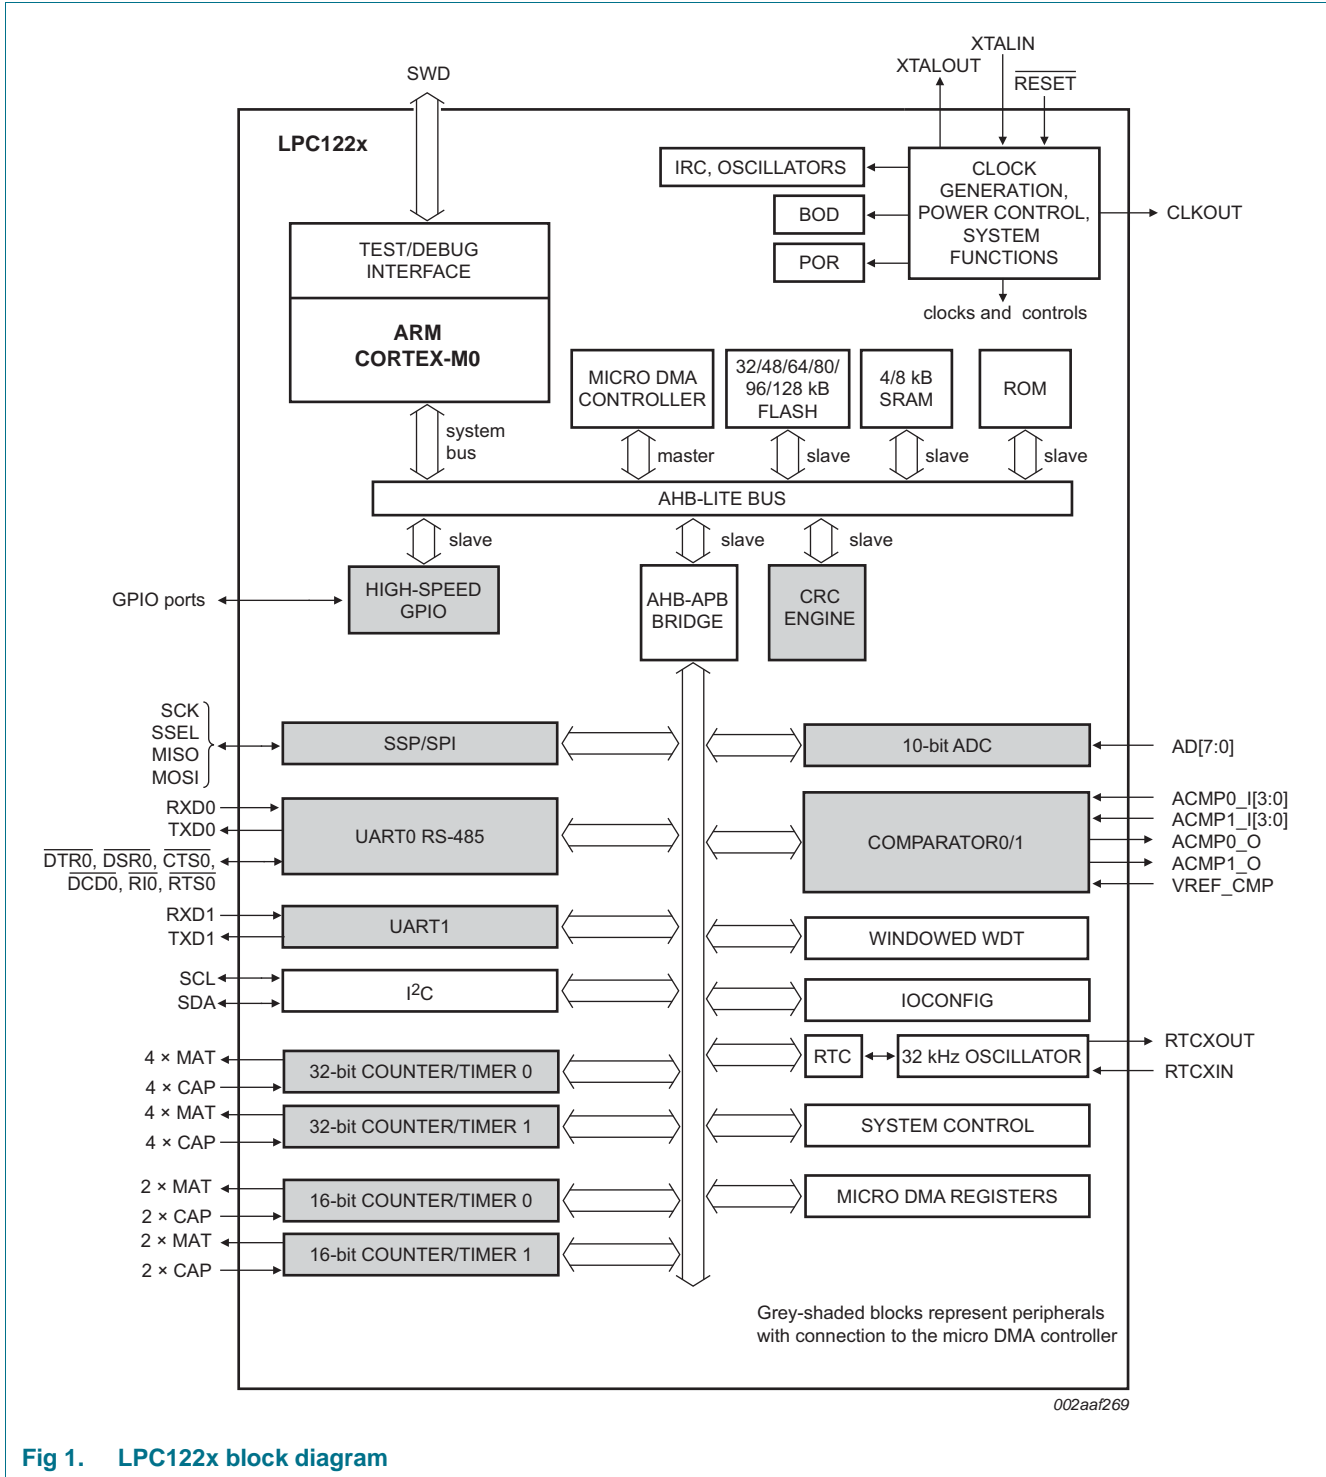 XTALIN
XTALOUT
RESET
SWD
LPC122x
IRC, OSCILLATORS
BOD
POR
CLOCK
GENERATION,
POWER CONTROL,
SYSTEM
FUNCTIONS
CLKOUT
clocks and controls
TEST/DEBUG
INTERFACE
ARM
CORTEX-M0
MICRO DMA
CONTROLLER
32/48/64/80/
96/128 kB
FLASH
4/8 kB
SRAM
ROM
system
bus
master
slave
slave
slave
AHB-LITE BUS
slave
slave
slave
GPIO ports
HIGH-SPEED
GPIO
AHB-APB
BRIDGE
CRC
ENGINE
SCK
SSEL
MISO
MOSI
SSP/SPI
10-bit ADC
AD[7:0]
RXD0
TXD0
DTR0, DSR0, CTS0,
DCD0, RI0, RTS0
UART0 RS-485
COMPARATOR0/1
ACMP0_I[3:0]
ACMP1_I[3:0]
ACMP0_O
ACMP1_O
VREF_CMP
RXD1
TXD1
UART1
WINDOWED WDT
SCL
SDA
I2C
IOCONFIG
4 × MAT
4 × CAP
32-bit COUNTER/TIMER 0
RTC
32 kHz OSCILLATOR
RTCXOUT
RTCXIN
4 × MAT
4 × CAP
32-bit COUNTER/TIMER 1
SYSTEM CONTROL
2 × MAT
2 × CAP
16-bit COUNTER/TIMER 0
MICRO DMA REGISTERS
2 × MAT
2 × CAP
16-bit COUNTER/TIMER 1
Grey-shaded blocks represent peripherals
with connection to the micro DMA controller
002aaf269
Fig 1. LPC122x block diagram